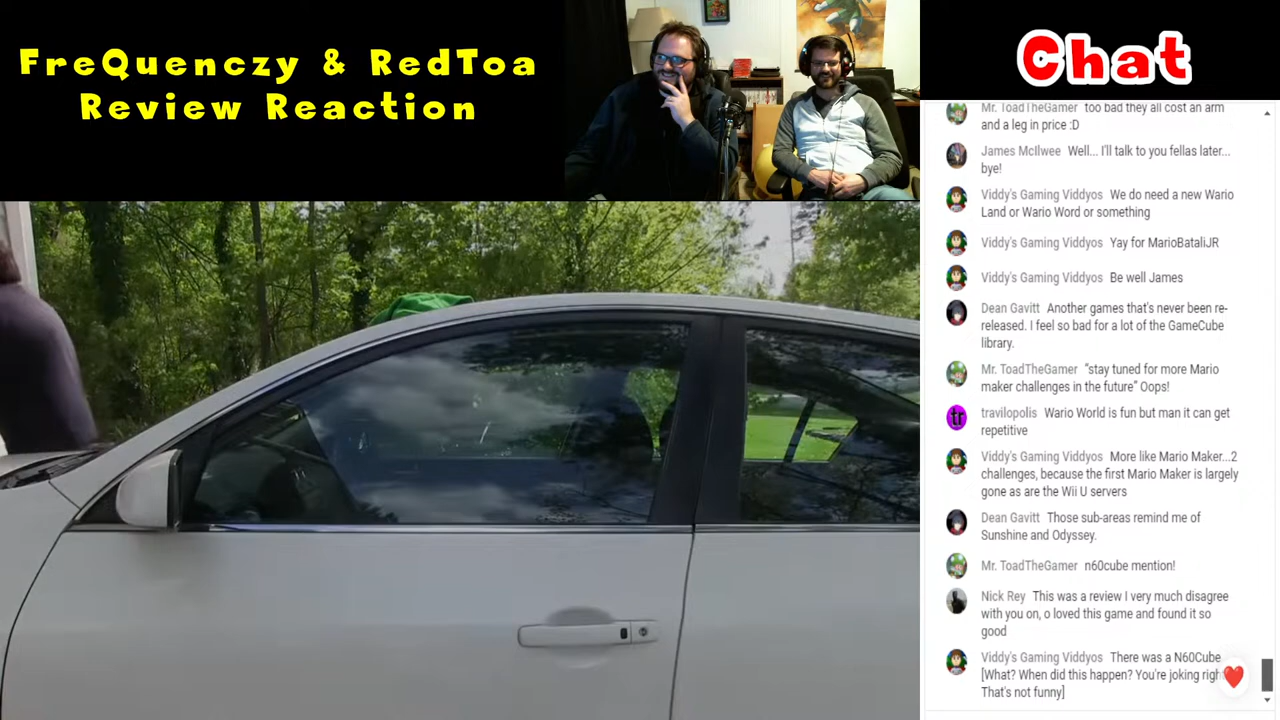 FreQuenczy & RedToa
Review Reaction
Chat
Mr. ToadTheGamer too bad they all cost an arm
and a leg in price :D
James McIlwee Well... I'll talk to you fellas later...
bye!
Viddy's Gaming Viddyos We do need a new Wario
Land or Wario Word or something
Viddy's Gaming Viddyos Yay for MarioBataliJR
Viddy's Gaming Viddyos Be well James
Dean Gavitt Another games that's never been re-
released. I feel so bad for a lot of the GameCube
library.
Mr. ToadTheGamer "stay tuned for more Mario
maker challenges in the future" Oops!
tr
travilopolis Wario World is fun but man it can get
repetitive
Viddy's Gaming Viddyos More like Mario Maker...2
challenges, because the first Mario Maker is largely
gone as are the Wii U servers
Dean Gavitt Those sub-areas remind me of
Sunshine and Odyssey.
Mr. ToadTheGamer n60cube mention!
Nick Rey This was a review I very much disagree
with you on, o loved this game and found it so
good
Viddy's Gaming Viddyos There was a N60Cube
[What? When did this happen? You're joking
That's not funny]